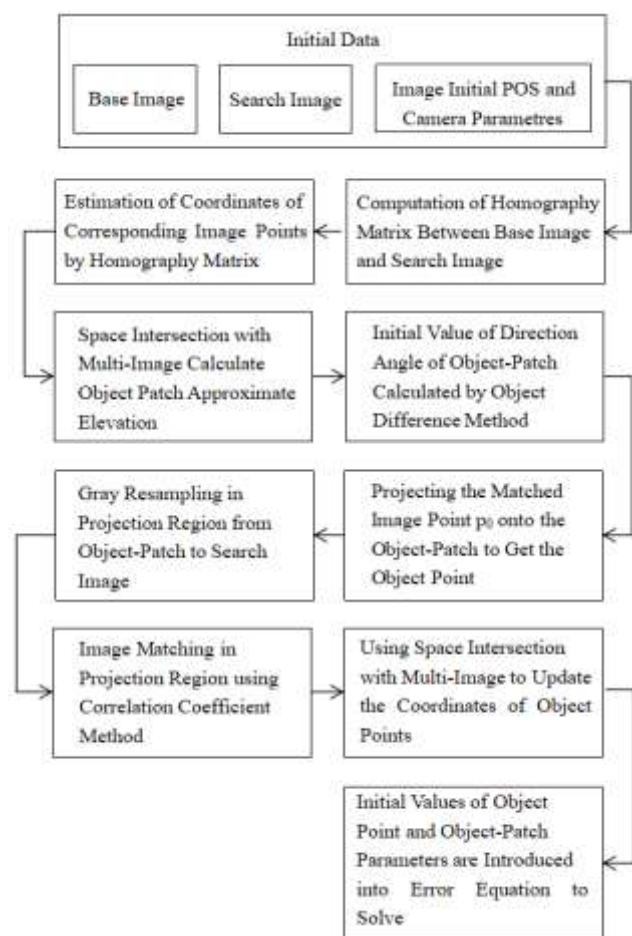 Initial Data
Base Image
Search Image
Image Initial POS and
Camera Parametres
Computation of Homography
Matrix Between Base Image
and Search Image
Estimation of Coordinates of
Corresponding Image Points
by Homography Matrix
Space Intersection with
Multi-Image Calculate
Object Patch Approximate
Elevation
Initial Value of Direction
Angle of Object-Patch
Calculated by Object
Difference Method
Projecting the Matched
Image Point p₀ onto the
Object-Patch to Get the
Object Point
Gray Resampling in
Projection Region from
Object-Patch to Search
Image
Image Matching in
Projection Region using
Correlation Coefficient
Method
Using Space Intersection
with Multi-Image to Update
the Coordinates of Object
Points
Initial Values of Object
Point and Object-Patch
Parameters are Introduced
into Error Equation to
Solve